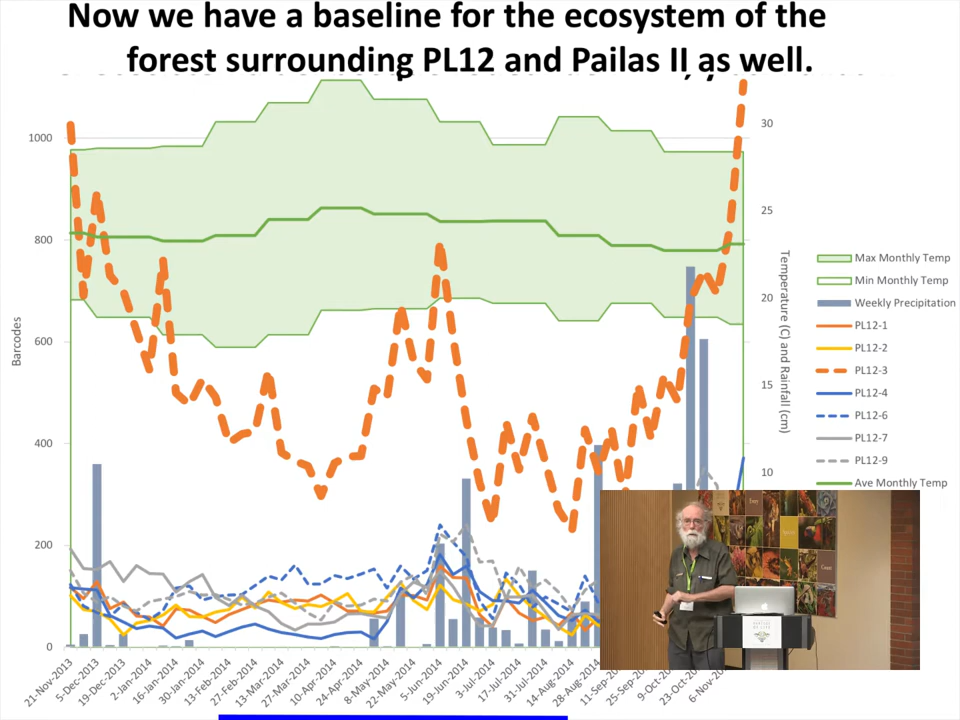 Now we have a baseline for the ecosystem of the
forest surrounding PL12 and Pailas II as well.
1000
800
600
400
200
0
Barcodes
30
25
20
15
10
Temperature (C) and Rainfall (cm)
Max Monthly Temp
Min Monthly Temp
Weekly Precipitation
PL12-1
PL12-2
PL12-3
PL12-4
PL12-6
PL12-7
PL12-9
Ave Monthly Temp
21-Nov-2013
5-Dec-2013
19-Dec-2013
2-Jan-2014
16-Jan-2014
30-Jan-2014
13-Feb-2014
27-Feb-2014
13-Mar-2014
27-Mar-2014
10-Apr-2014
24-Apr-2014
8-May-2014
22-May-2014
5-Jun-2014
19-Jun-2014
3-Jul-2014
17-Jul-2014
31-Jul-2014
14-Aug-2014
28-Aug-2014
11-Sep-
25-Sep-
9-Oct-
23-Oct-
6-Nov-